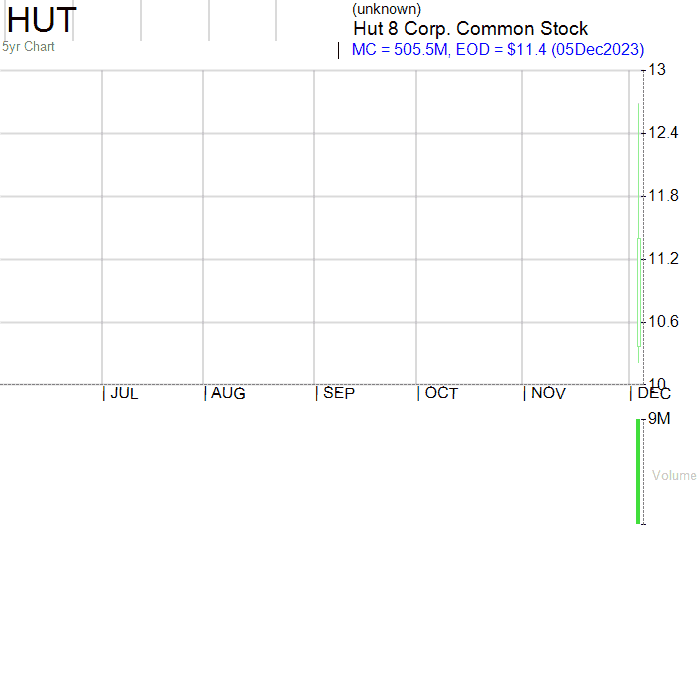 HUT
(unknown)
Hut 8 Corp. Common Stock
5yr Chart
| MC = 505.5M, EOD = $11.4 (05Dec2023)
13
12.4
11.8
11.2
10.6
10
| JUL | AUG | SEP | OCT | NOV | DEC
9M
Volume